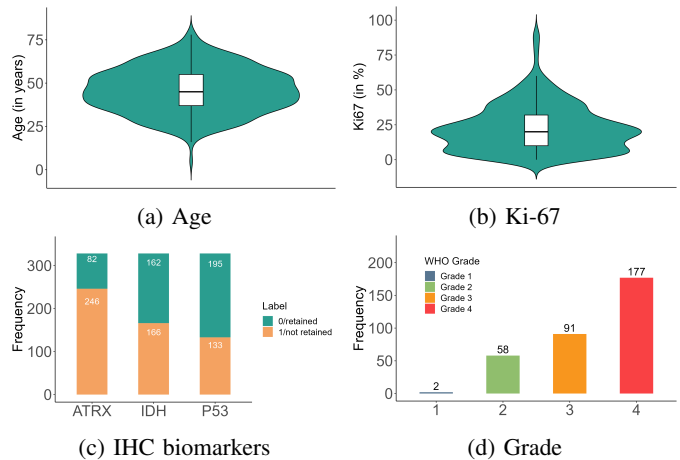 Age (in years)
75
50
25
0
(a) Age
Ki67 (in %)
100
75
50
25
0
(b) Ki-67
Frequency
300
200
100
0
82
246
162
166
195
133
ATRX
IDH
P53
Label
0/retained
1/not retained
(c) IHC biomarkers
Frequency
200
150
100
50
0
WHO Grade
Grade 1
Grade 2
Grade 3
Grade 4
2
58
91
177
1
2
3
4
(d) Grade